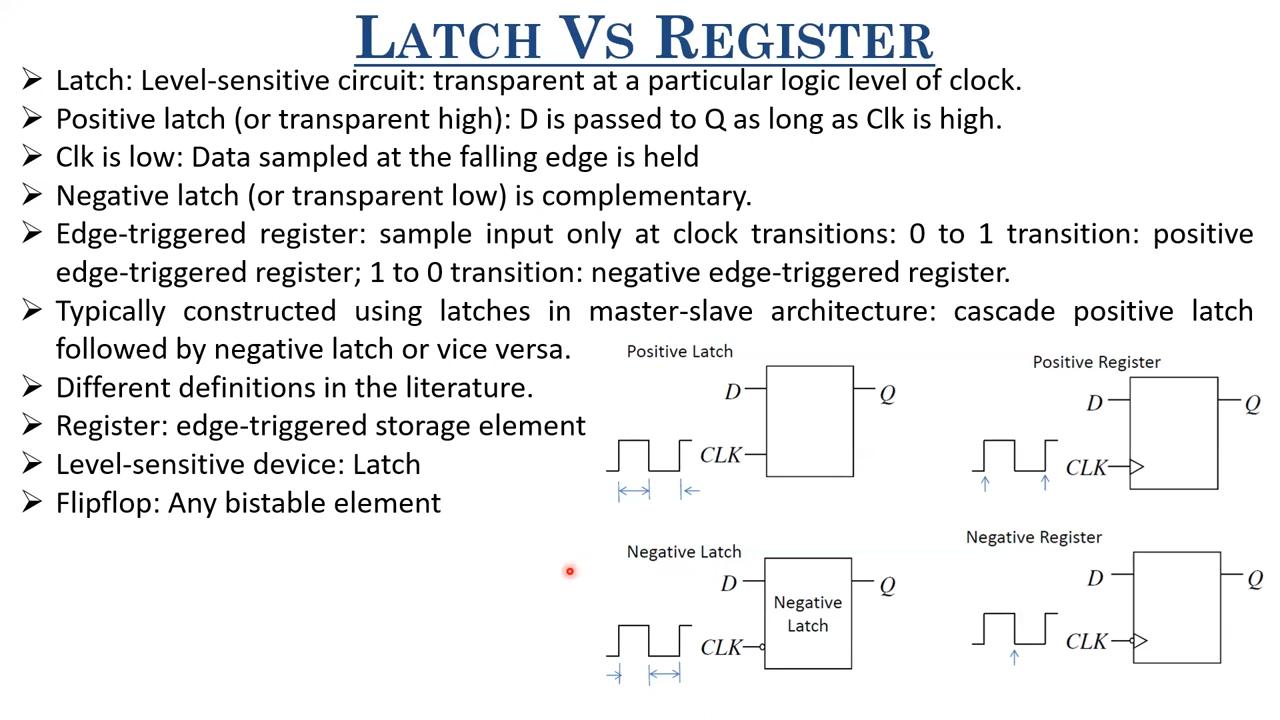 LATCH VS REGISTER
➢ Latch: Level-sensitive circuit: transparent at a particular logic level of clock.
➢ Positive latch (or transparent high): D is passed to Q as long as Clk is high.
➢ Clk is low: Data sampled at the falling edge is held
➢ Negative latch (or transparent low) is complementary.
➢ Edge-triggered register: sample input only at clock transitions: 0 to 1 transition: positive
edge-triggered register; 1 to 0 transition: negative edge-triggered register.
➢ Typically constructed using latches in master-slave architecture: cascade positive latch
followed by negative latch or vice versa.
➢ Different definitions in the literature.
➢ Register: edge-triggered storage element
➢ Level-sensitive device: Latch
➢ Flipflop: Any bistable element
Positive Latch
D
Q
CLK
Positive Register
D
Q
CLK
Negative Latch
D
Q
Negative
Latch
CLK
Negative Register
D
Q
CLK